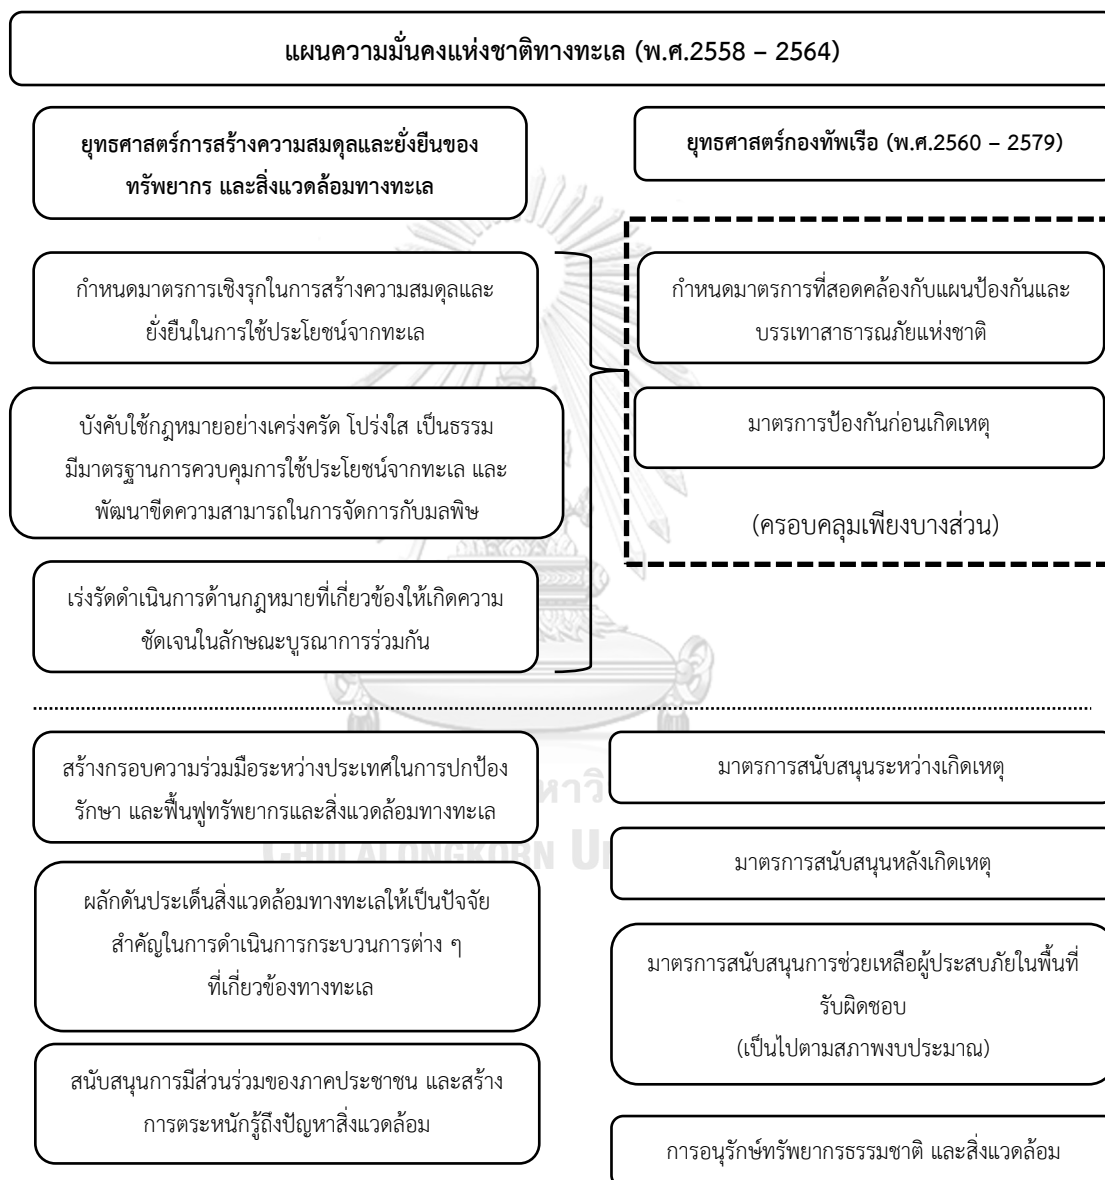 แผนความมั่นคงแห่งชาติทางทะเล (พ.ศ.2558 – 2564)
ยุทธศาสตร์การสร้างความสมดุลและยั่งยืนของ
ทรัพยากร และสิ่งแวดล้อมทางทะเล
ยุทธศาสตร์กองทัพเรือ (พ.ศ.2560 – 2579)
กำหนดมาตรการเชิงรุกในการสร้างความสมดุลและ
ยั่งยืนในการใช้ประโยชน์จากทะเล
กำหนดมาตรการที่สอดคล้องกับแผนป้องกันและ
บรรเทาสาธารณภัยแห่งชาติ
บังคับใช้กฎหมายอย่างเคร่งครัด โปร่งใส เป็นธรรม
มีมาตรฐานการควบคุมการใช้ประโยชน์จากทะเล และ
พัฒนาขีดความสามารถในการจัดการกับมลพิษ
มาตรการป้องกันก่อนเกิดเหตุ
(ครอบคลุมเพียงบางส่วน)
เร่งรัดดำเนินการด้านกฎหมายที่เกี่ยวข้องให้เกิดความ
ชัดเจนในลักษณะบูรณาการร่วมกัน
สร้างกรอบความร่วมมือระหว่างประเทศในการปกป้อง
รักษา และฟื้นฟูทรัพยากรและสิ่งแวดล้อมทางทะเล
มาตรการสนับสนุนระหว่างเกิดเหตุ
หาวิ
CHULALONGKORN U
มาตรการสนับสนุนหลังเกิดเหตุ
ผลักดันประเด็นสิ่งแวดล้อมทางทะเลให้เป็นปัจจัย
สำคัญในการดำเนินการกระบวนการต่าง ๆ
ที่เกี่ยวข้องทางทะเล
มาตรการสนับสนุนการช่วยเหลือผู้ประสบภัยในพื้นที่
รับผิดชอบ
(เป็นไปตามสภาพงบประมาณ)
สนับสนุนการมีส่วนร่วมของภาคประชาชน และสร้าง
การตระหนักรู้ถึงปัญหาสิ่งแวดล้อม
การอนุรักษ์ทรัพยากรธรรมชาติ และสิ่งแวดล้อม